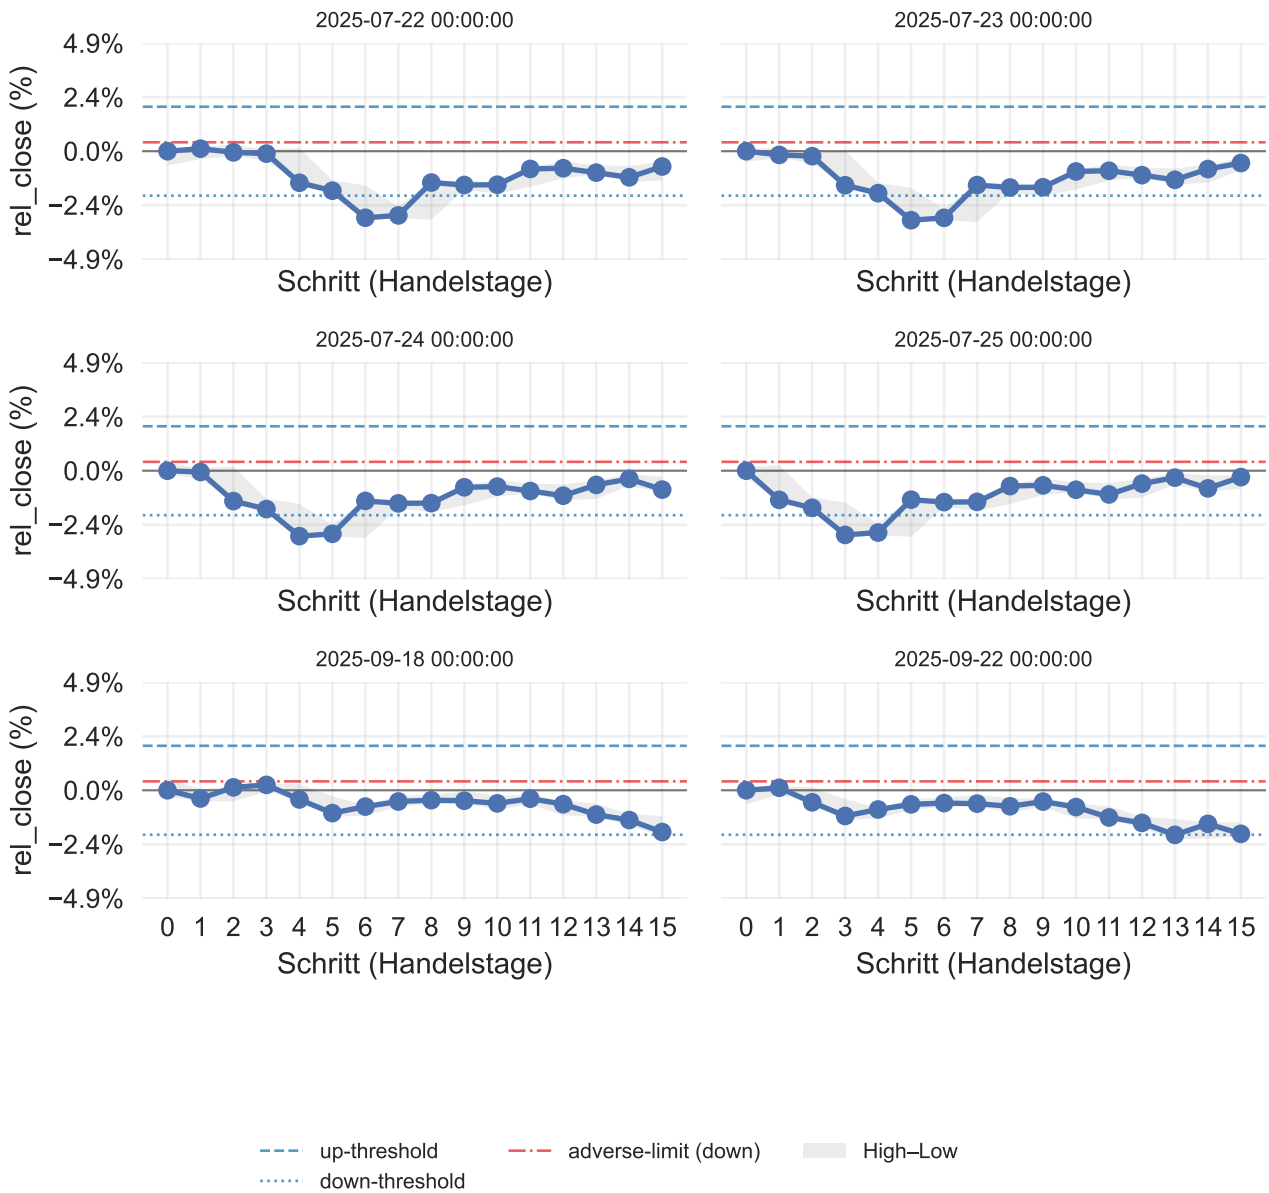 2025-07-22 00:00:00
2025-07-23 00:00:00
4.9%
2.4%
0.0%
−2.4%
−4.9%
rel_close (%)
Schritt (Handelstage)
Schritt (Handelstage)
2025-07-24 00:00:00
2025-07-25 00:00:00
4.9%
2.4%
0.0%
−2.4%
−4.9%
rel_close (%)
Schritt (Handelstage)
Schritt (Handelstage)
2025-09-18 00:00:00
2025-09-22 00:00:00
4.9%
2.4%
0.0%
−2.4%
−4.9%
rel_close (%)
0 1 2 3 4 5 6 7 8 9 10 11 12 13 14 15
0 1 2 3 4 5 6 7 8 9 10 11 12 13 14 15
Schritt (Handelstage)
Schritt (Handelstage)
up-threshold
down-threshold
adverse-limit (down)
High–Low